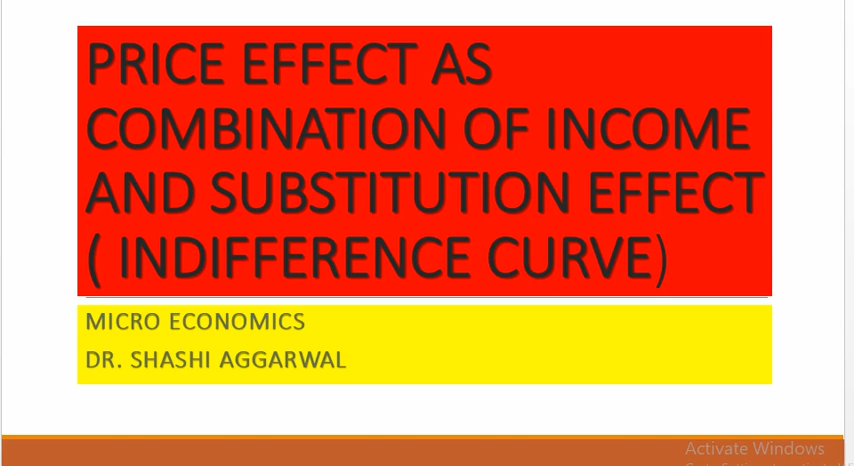 PRICE EFFECT AS
COMBINATION OF INCOME
AND SUBSTITUTION EFFECT
( INDIFFERENCE CURVE)
MICRO ECONOMICS
DR. SHASHI AGGARWAL
Activate Windows